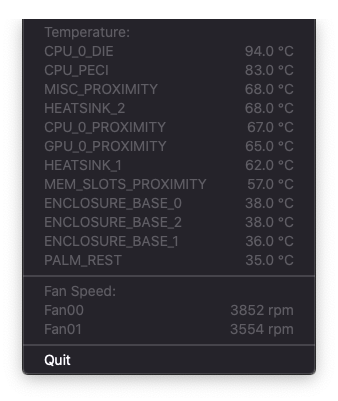 Temperature:
CPU_0_DIE 94.0 °C
CPU_PECI 83.0 °C
MISC_PROXIMITY 68.0 °C
HEATSINK_2 68.0 °C
CPU_0_PROXIMITY 67.0 °C
GPU_0_PROXIMITY 65.0 °C
HEATSINK_1 62.0 °C
MEM_SLOTS_PROXIMITY 57.0 °C
ENCLOSURE_BASE_0 38.0 °C
ENCLOSURE_BASE_2 38.0 °C
ENCLOSURE_BASE_1 36.0 °C
PALM_REST 35.0 °C
Fan Speed:
Fan00 3852 rpm
Fan01 3554 rpm
Quit